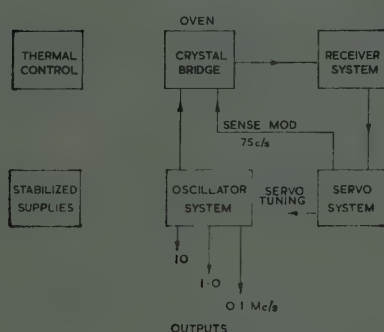 OVEN
THERMAL
CONTROL
CRYSTAL
BRIDGE
RECEIVER
SYSTEM
SENSE MOD
75c/s
STABILIZED
SUPPLIES
OSCILLATOR
SYSTEM
SERVO
TUNING
SERVO
SYSTEM
10
1·0
0·1 Mc/s
OUTPUTS